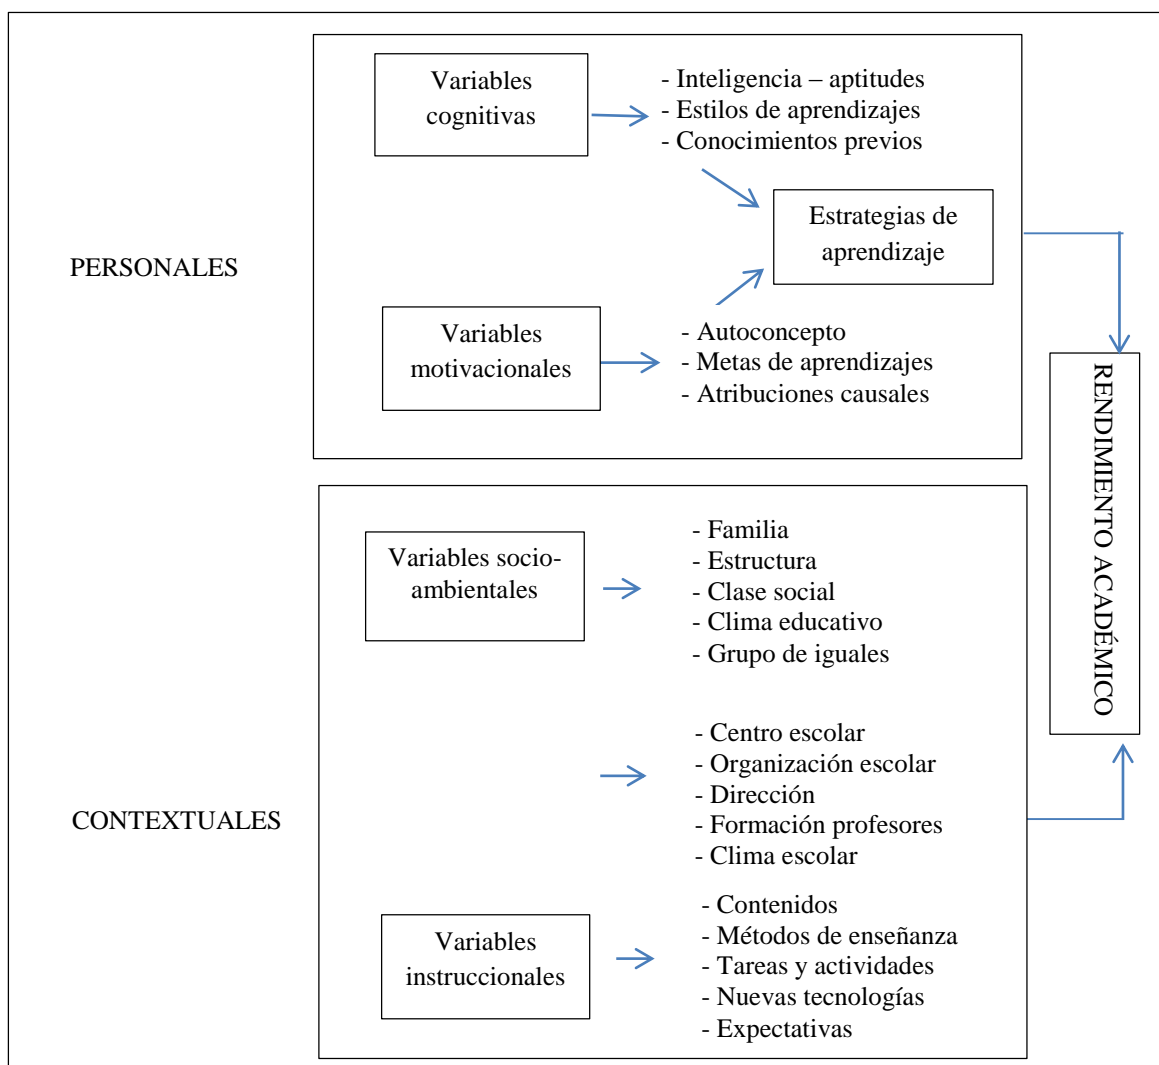 Variables
cognitivas
- Inteligencia – aptitudes
- Estilos de aprendizajes
- Conocimientos previos
Estrategias de
aprendizaje
PERSONALES
Variables
motivacionales
- Autoconcepto
- Metas de aprendizajes
- Atribuciones causales
RENDIMIENTO ACADÉMICO
Variables socio-
ambientales
- Familia
- Estructura
- Clase social
- Clima educativo
- Grupo de iguales
- Centro escolar
- Organización escolar
- Dirección
- Formación profesores
- Clima escolar
CONTEXTUALES
Variables
instruccionales
- Contenidos
- Métodos de enseñanza
- Tareas y actividades
- Nuevas tecnologías
- Expectativas